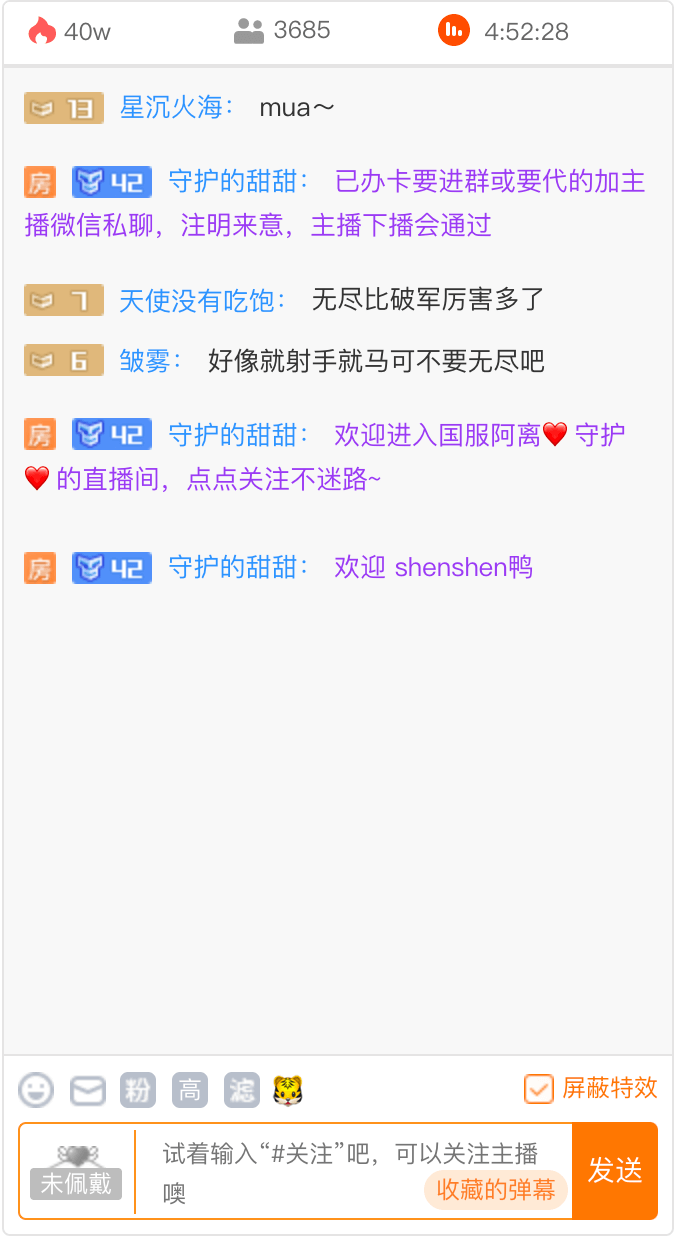 40w 3685 4:52:28
13 星沉火海： mua～
房 42 守护的甜甜： 已办卡要进群或要代的加主
播微信私聊，注明来意，主播下播会通过
7 天使没有吃饱： 无尽比破军厉害多了
6 皱雾： 好像就射手就马可不要无尽吧
房 42 守护的甜甜： 欢迎进入国服阿离❤️守护
❤️的直播间，点点关注不迷路~
房 42 守护的甜甜： 欢迎 shenshen鸭
粉 高 滤 屏蔽特效
未佩戴 试着输入“#关注”吧，可以关注主播
噢 收藏的弹幕 发送